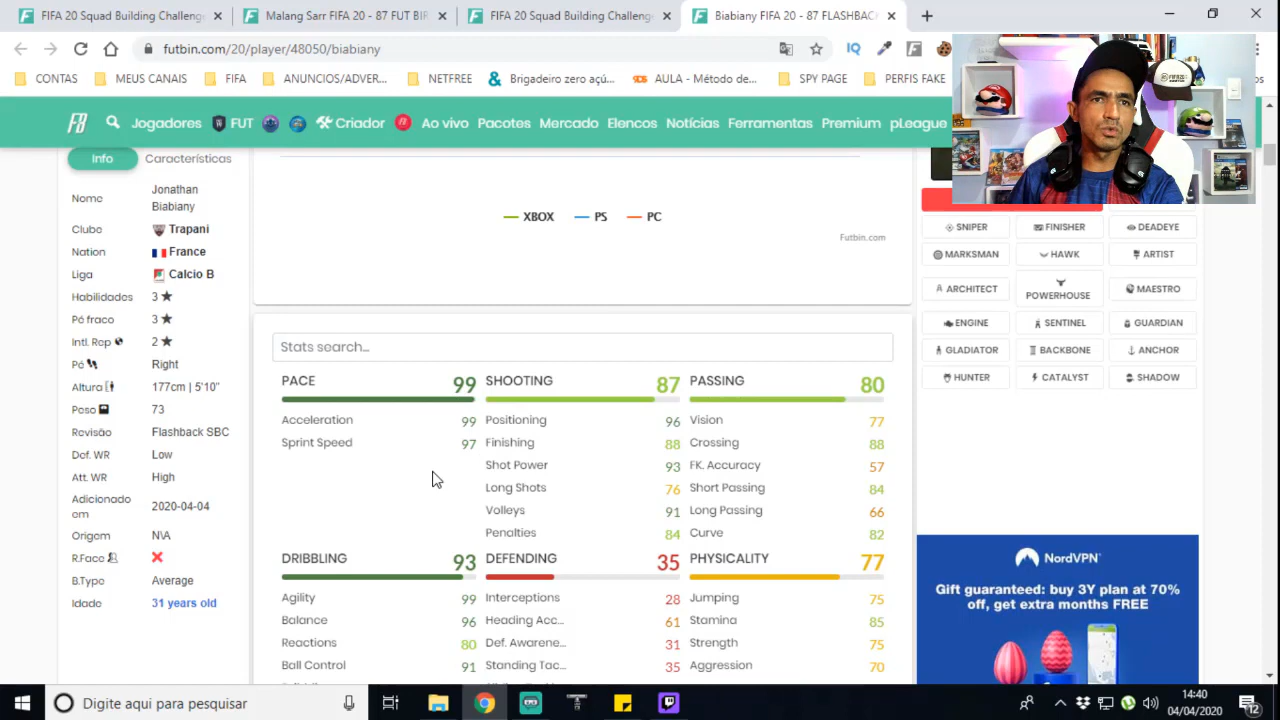 FIFA 20 Squad Building Challeng
Malang Sarr FIFA 20 - 87 FUT BIR
FIFA 20 Squad Building Challeng
Biabiany FIFA 20 - 87 FLASHBACK
futbin.com/20/player/48050/biabiany
IQ
CONTAS
MEUS CANAIS
FIFA
ANUNCIOS/ADVER...
NETFREE
Brigadeiro zero açú...
AULA - Método de...
SPY PAGE
PERFIS FAKE
Jogadores
FUT
Criador
Ao vivo
Pacotes
Mercado
Elencos
Notícias
Ferramentas
Premium
pLeague
Info
Características
Nome
Jonathan
Biabiany
Clube
Trapani
Nation
France
Liga
Calcio B
Habilidades
3
Pé fraco
3
Intl. Rep
2
Pé
Right
Altura
177cm | 5'10"
Peso
73
Revisão
Flashback SBC
Def. WR
Low
Att. WR
High
Adicionado
em
2020-04-04
Origem
N\A
R.Face
B.Type
Average
Idade
31 years old
XBOX
PS
PC
Futbin.com
Stats search...
PACE 99
Acceleration 99
Sprint Speed 97
SHOOTING 87
Positioning 96
Finishing 88
Shot Power 93
Long Shots 76
Volleys 91
Penalties 84
PASSING 80
Vision 77
Crossing 88
FK. Accuracy 57
Short Passing 84
Long Passing 66
Curve 82
DRIBBLING 93
Agility 99
Balance 96
Reactions 80
Ball Control 91
DEFENDING 35
Interceptions 28
Heading Acc... 61
Def. Awarene... 31
Standing Tac... 35
PHYSICALITY 77
Jumping 75
Stamina 85
Strength 75
Aggression 70
SNIPER
FINISHER
DEADEYE
MARKSMAN
HAWK
ARTIST
ARCHITECT
POWERHOUSE
MAESTRO
ENGINE
SENTINEL
GUARDIAN
GLADIATOR
BACKBONE
ANCHOR
HUNTER
CATALYST
SHADOW
NordVPN
Gift guaranteed: buy 3Y plan at 70%
off, get extra months FREE
Digite aqui para pesquisar
14:40
04/04/2020
12